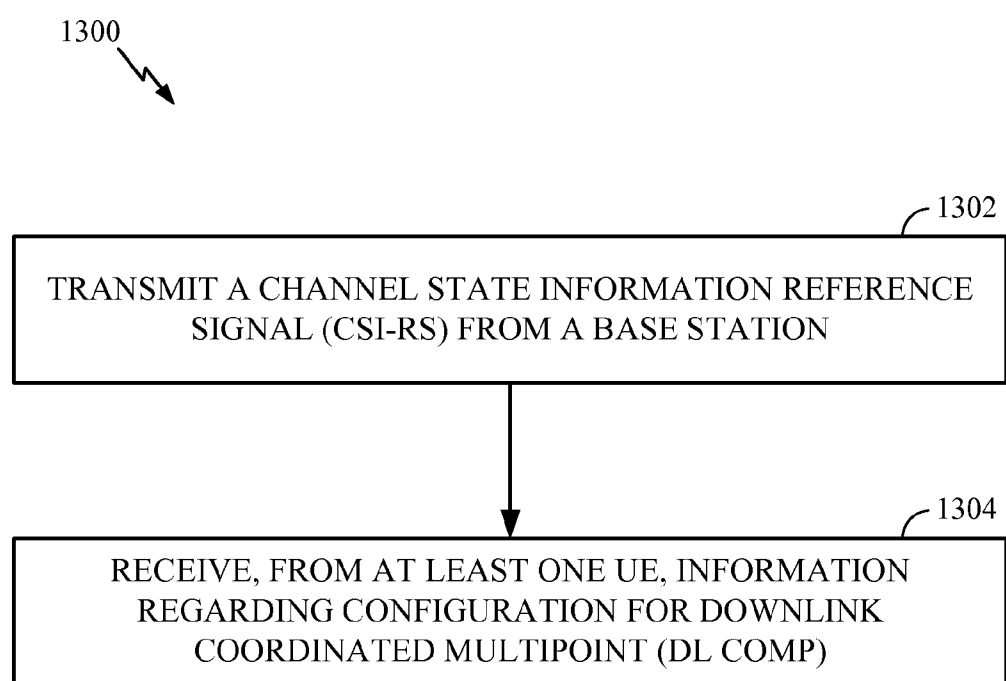 1300
1302
TRANSMIT A CHANNEL STATE INFORMATION REFERENCE
SIGNAL (CSI-RS) FROM A BASE STATION
1304
RECEIVE, FROM AT LEAST ONE UE, INFORMATION
REGARDING CONFIGURATION FOR DOWNLINK
COORDINATED MULTIPOINT (DL COMP)